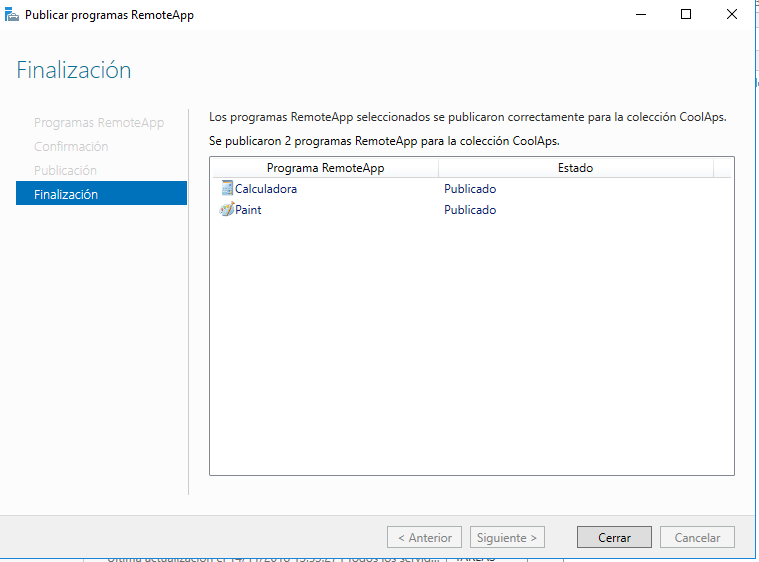 Publicar programas RemoteApp
Finalización
Programas RemoteApp
Confirmación
Publicación
Finalización
Los programas RemoteApp seleccionados se publicaron correctamente para la colección CoolAps.
Se publicaron 2 programas RemoteApp para la colección CoolAps.
Programa RemoteApp Estado
Calculadora Publicado
Paint Publicado
< Anterior Siguiente > Cerrar Cancelar